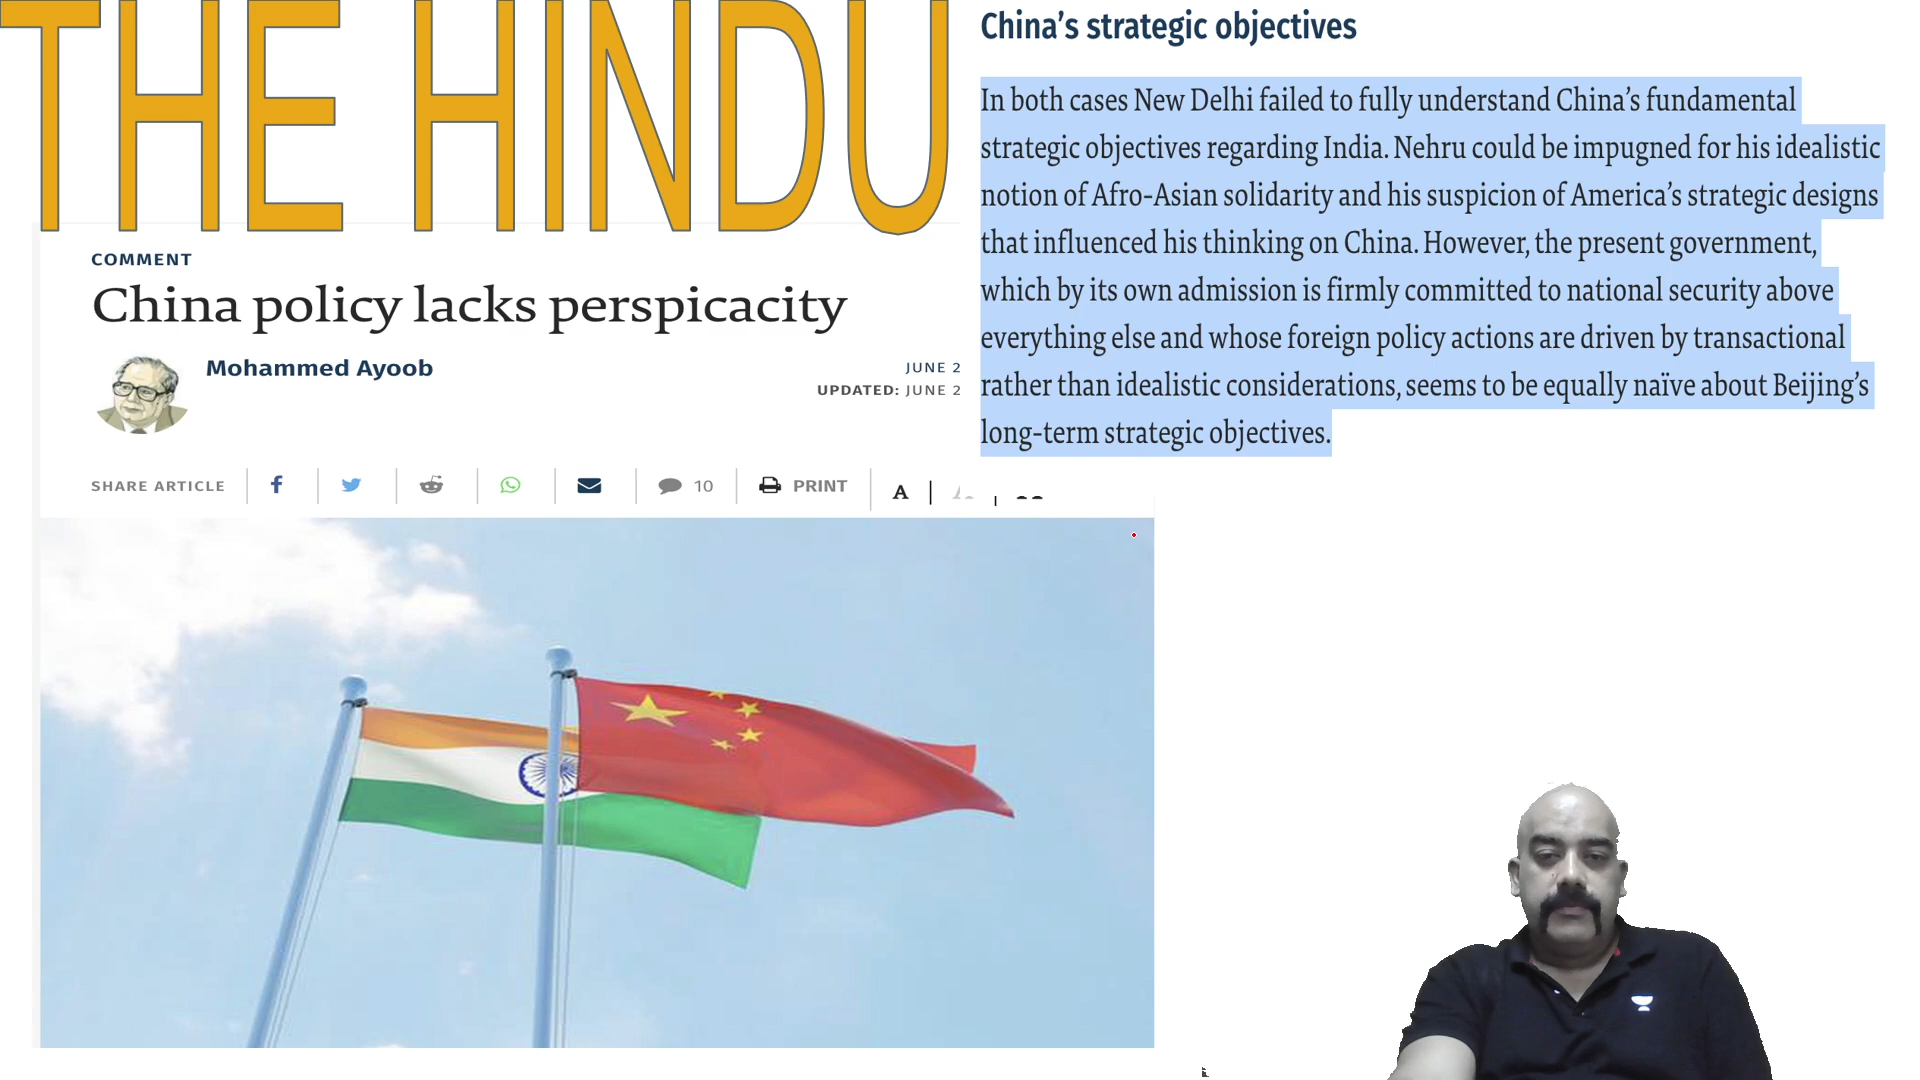 THE HINDU
COMMENT
China policy lacks perspicacity
Mohammed Ayoob
JUNE 2
UPDATED: JUNE 2
SHARE ARTICLE
10
PRINT
A
China’s strategic objectives
In both cases New Delhi failed to fully understand China’s fundamental
strategic objectives regarding India. Nehru could be impugned for his idealistic
notion of Afro-Asian solidarity and his suspicion of America’s strategic designs
that influenced his thinking on China. However, the present government,
which by its own admission is firmly committed to national security above
everything else and whose foreign policy actions are driven by transactional
rather than idealistic considerations, seems to be equally naïve about Beijing’s
long-term strategic objectives.